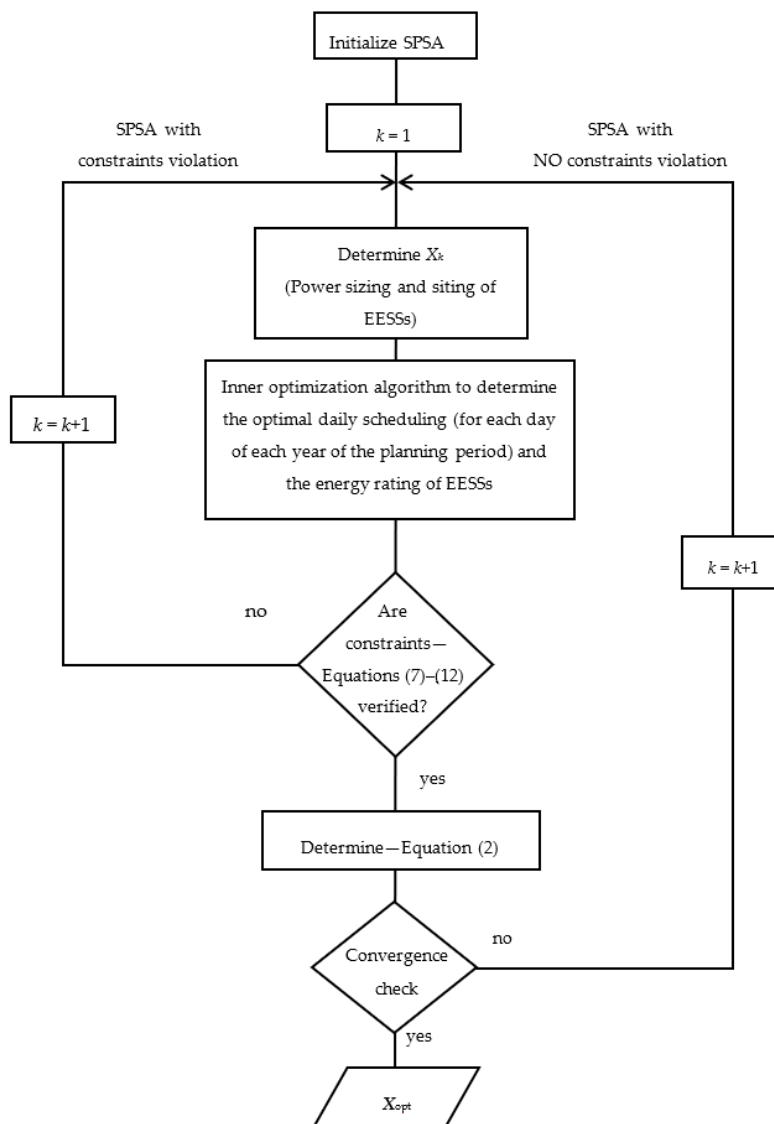 Initialize SPSA
k = 1
SPSA with
constraints violation
SPSA with
NO constraints violation
Determine Xk
(Power sizing and siting of
EESSs)
Inner optimization algorithm to determine
the optimal daily scheduling (for each day
of each year of the planning period) and
the energy rating of EESSs
k = k+1
k = k+1
no
Are
constraints—
Equations (7)–(12)
verified?
yes
Determine—Equation (2)
no
Convergence
check
yes
Xopt